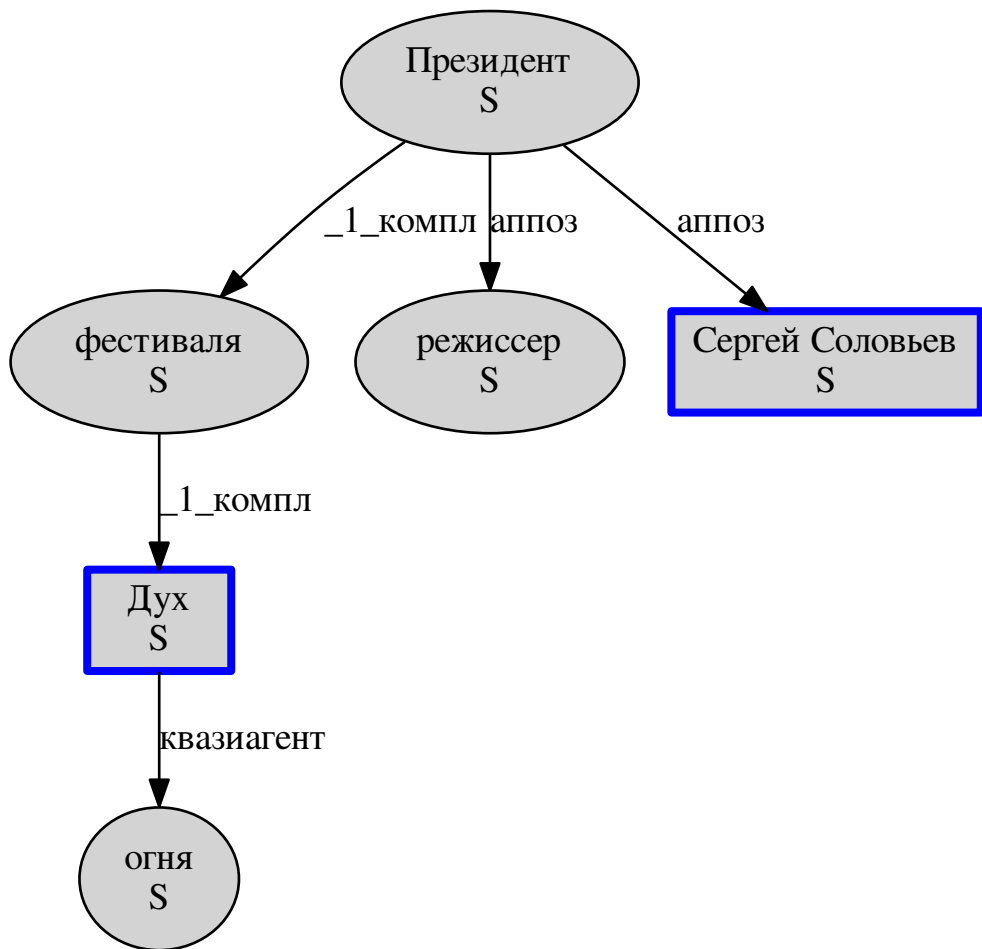 Президент
S
_1_компл аппоз аппоз
фестиваля
S
режиссер
S
Сергей Соловьев
S
_1_компл
Дух
S
квазиагент
огня
S